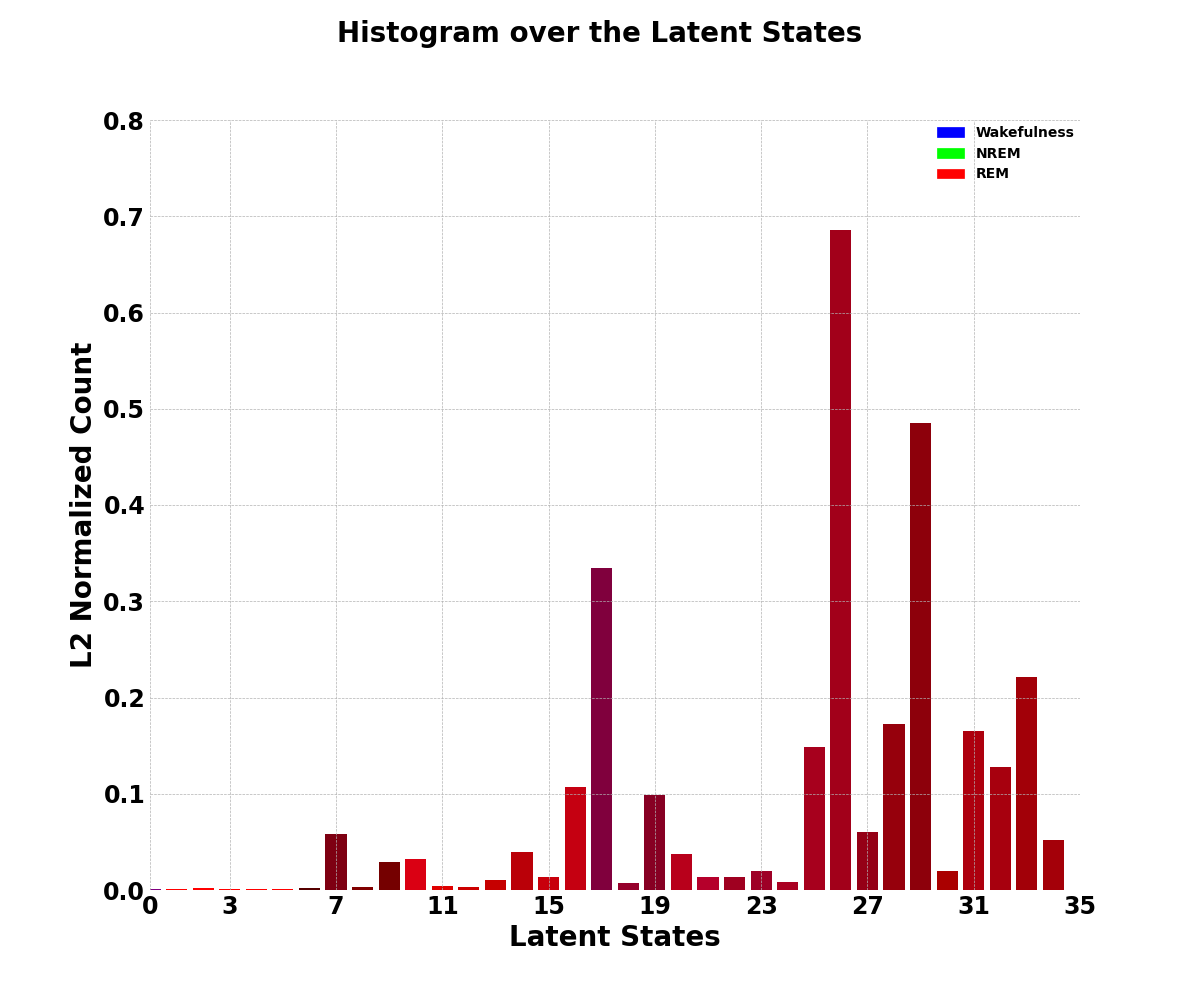 Histogram over the Latent States
0.8
0.7
0.6
0.5
0.4
0.3
0.2
0.1
0.0
L2 Normalized Count
Wakefulness
NREM
REM
0 3 7 11 15 19 23 27 31 35
Latent States